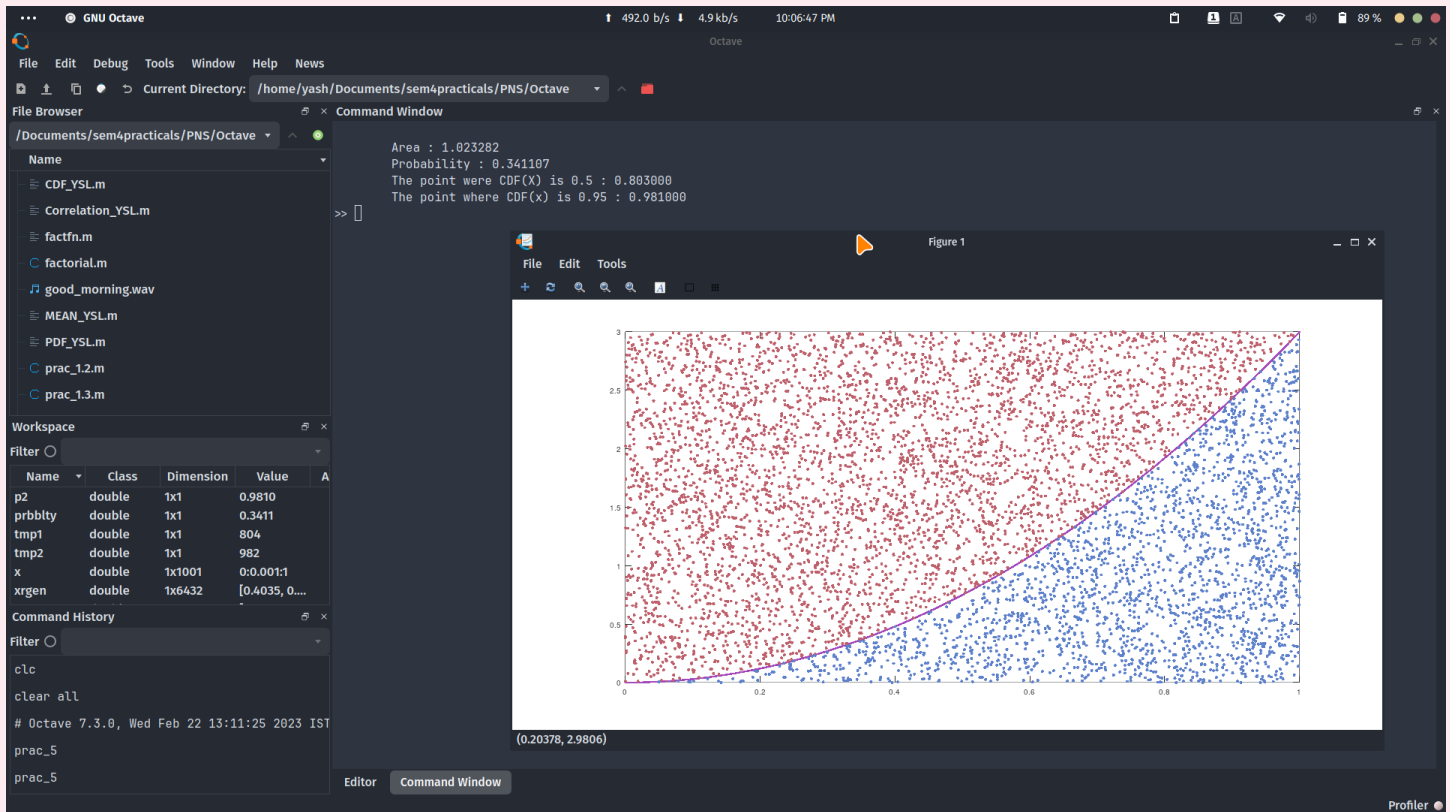 GNU Octave
492.0 b/s 4.9 kb/s
10:06:47 PM
1 A
89 %
Octave
File Edit Debug Tools Window Help News
Current Directory: /home/yash/Documents/sem4practicals/PNS/Octave
File Browser
/Documents/sem4practicals/PNS/Octave
Name
CDF_YSL.m
Correlation_YSL.m
factfn.m
factorial.m
good_morning.wav
MEAN_YSL.m
PDF_YSL.m
prac_1.2.m
prac_1.3.m
Workspace
Filter
Name Class Dimension Value A
p2 double 1x1 0.9810
prbblty double 1x1 0.3411
tmp1 double 1x1 804
tmp2 double 1x1 982
x double 1x1001 0:0.001:1
xrgen double 1x6432 [0.4035, 0....
Command History
Filter
clc
clear all
# Octave 7.3.0, Wed Feb 22 13:11:25 2023 IST
prac_5
prac_5
Command Window
Area : 1.023282
Probability : 0.341107
The point were CDF(X) is 0.5 : 0.803000
The point where CDF(x) is 0.95 : 0.981000
>>
Figure 1
File Edit Tools
A
3
2.5
2
1.5
1
0.5
0
0 0.2 0.4 0.6 0.8 1
(0.20378, 2.9806)
Editor Command Window
Profiler